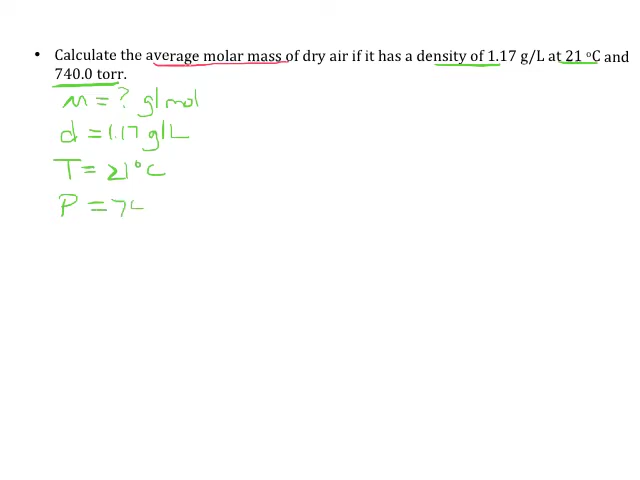 • Calculate the average molar mass of dry air if it has a density of 1.17 g/L at 21 °C and
740.0 torr.
M = ? g/mol
d = 1.17 g/L
T = 21°C
P = 74